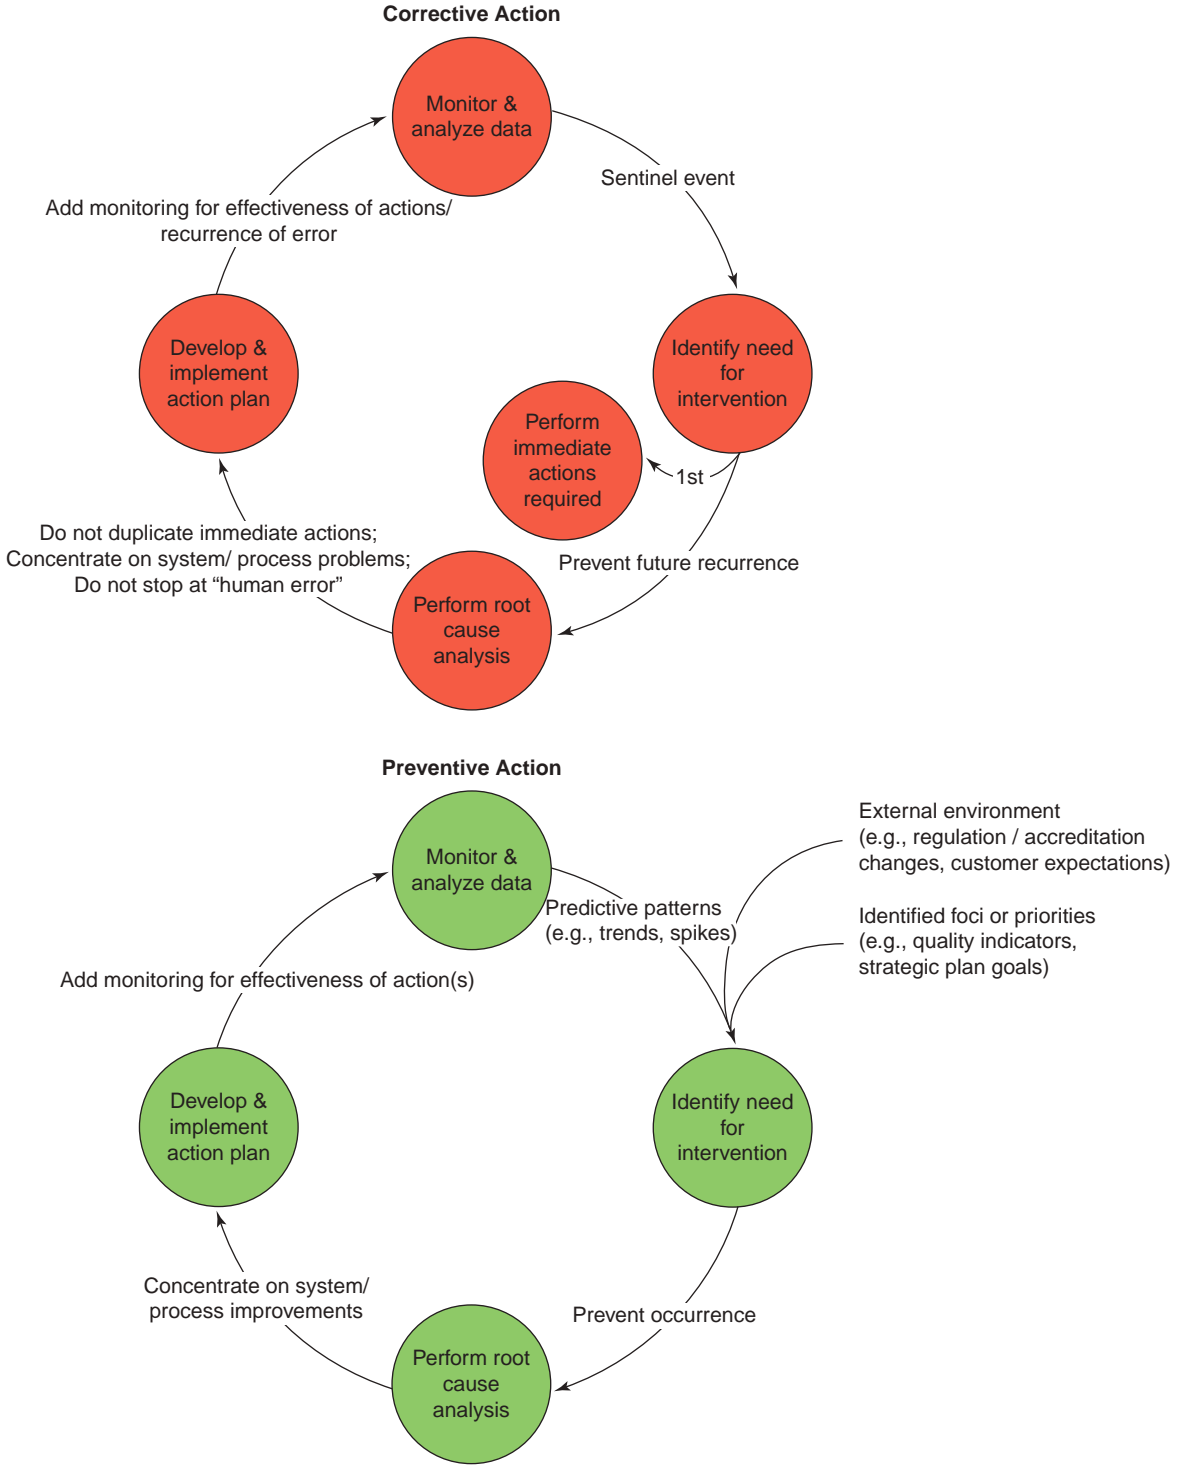 Corrective Action
Monitor &
analyze data
Sentinel event
Identify need
for
intervention
1st
Perform
immediate
actions
required
Prevent future recurrence
Perform root
cause
analysis
Do not duplicate immediate actions;
Concentrate on system/ process problems;
Do not stop at “human error”
Develop &
implement
action plan
Add monitoring for effectiveness of actions/
recurrence of error
Preventive Action
Monitor &
analyze data
Predictive patterns
(e.g., trends, spikes)
External environment
(e.g., regulation / accreditation
changes, customer expectations)
Identified foci or priorities
(e.g., quality indicators,
strategic plan goals)
Identify need
for
intervention
Prevent occurrence
Perform root
cause
analysis
Concentrate on system/
process improvements
Develop &
implement
action plan
Add monitoring for effectiveness of action(s)